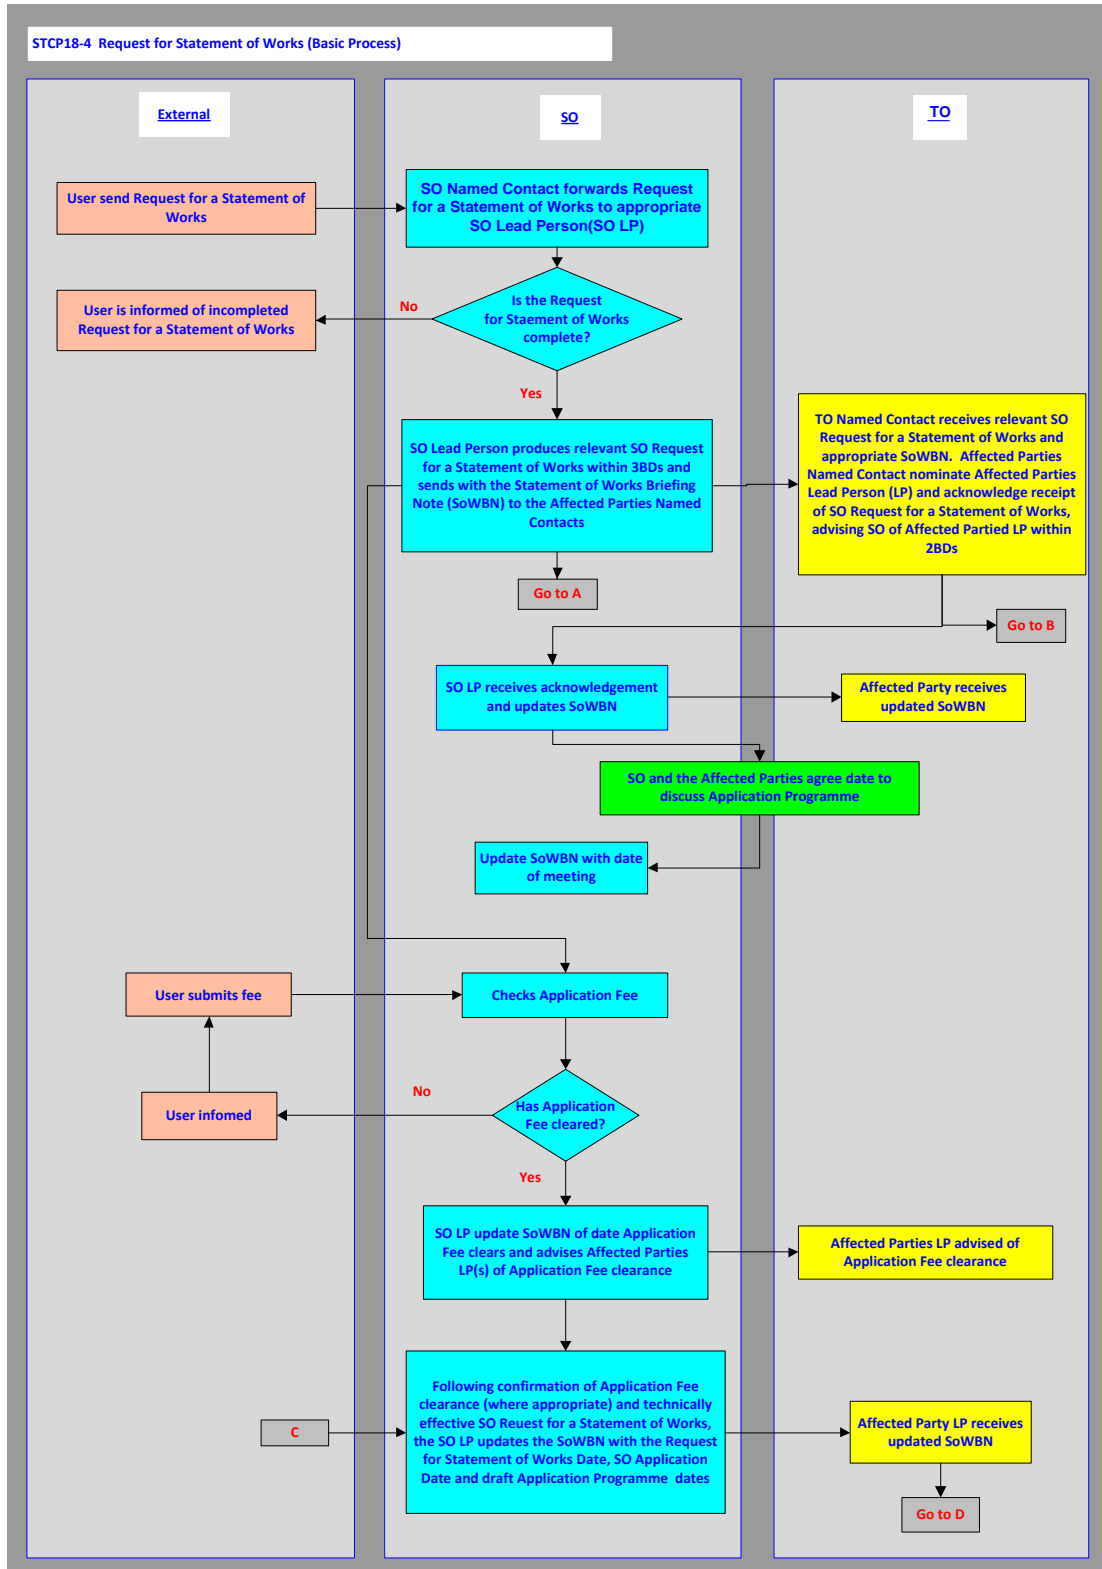 STCP18-4  Request for Statement of Works (Basic Process)
External
SO
TO
User send Request for a Statement of
Works
SO Named Contact forwards Request
for a Statement of Works to appropriate
SO Lead Person(SO LP)
User is informed of incompleted
Request for a Statement of Works
No
Is the Request
for Staement of Works
complete?
Yes
SO Lead Person produces relevant SO Request
for a Statement of Works within 3BDs and
sends with the Statement of Works Briefing
Note (SoWBN) to the Affected Parties Named
Contacts
TO Named Contact receives relevant SO
Request for a Statement of Works and
appropriate SoWBN.  Affected Parties
Named Contact nominate Affected Parties
Lead Person (LP) and acknowledge receipt
of SO Request for a Statement of Works,
advising SO of Affected Partied LP within
2BDs
Go to A
Go to B
SO LP receives acknowledgement
and updates SoWBN
Affected Party receives
updated SoWBN
SO and the Affected Parties agree date to
discuss Application Programme
Update SoWBN with date
of meeting
User submits fee
Checks Application Fee
User infomed
No
Has Application
Fee cleared?
Yes
SO LP update SoWBN of date Application
Fee clears and advises Affected Parties
LP(s) of Application Fee clearance
Affected Parties LP advised of
Application Fee clearance
C
Following confirmation of Application Fee
clearance (where appropriate) and technically
effective SO Reuest for a Statement of Works,
the SO LP updates the SoWBN with the Request
for Statement of Works Date, SO Application
Date and draft Application Programme  dates
Affected Party LP receives
updated SoWBN
Go to D